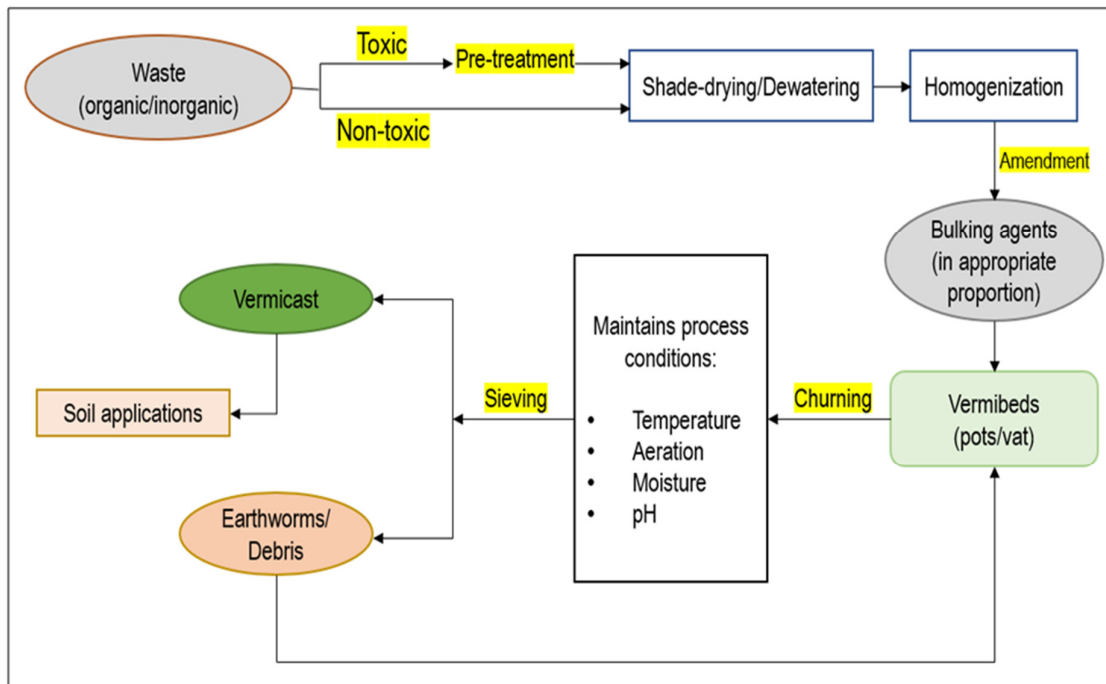 Waste
(organic/inorganic)
Toxic
Pre-treatment
Non-toxic
Shade-drying/Dewatering
Homogenization
Amendment
Bulking agents
(in appropriate
proportion)
Vermibeds
(pots/vat)
Churning
Maintains process
conditions:
• Temperature
• Aeration
• Moisture
• pH
Sieving
Vermicast
Soil applications
Earthworms/
Debris